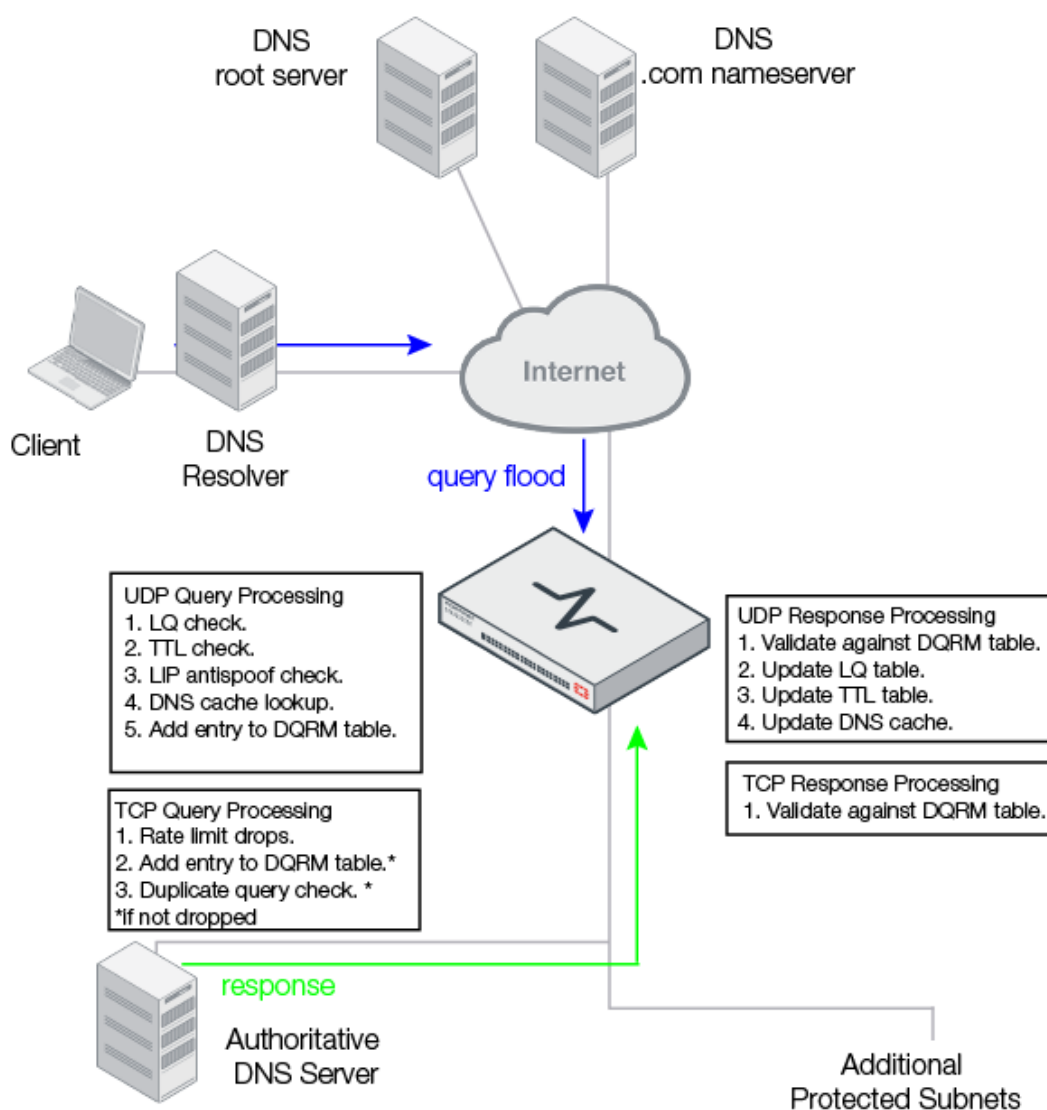 DNS
root server
DNS
.com nameserver
Internet
Client
DNS
Resolver
query flood
UDP Query Processing
1. LQ check.
2. TTL check.
3. LIP antispoof check.
4. DNS cache lookup.
5. Add entry to DQRM table.
UDP Response Processing
1. Validate against DQRM table.
2. Update LQ table.
3. Update TTL table.
4. Update DNS cache.
TCP Query Processing
1. Rate limit drops.
2. Add entry to DQRM table.*
3. Duplicate query check. *
*If not dropped
TCP Response Processing
1. Validate against DQRM table.
response
Authoritative
DNS Server
Additional
Protected Subnets